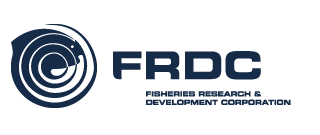 FRDC
FISHERIES RESEARCH &
DEVELOPMENT CORPORATION